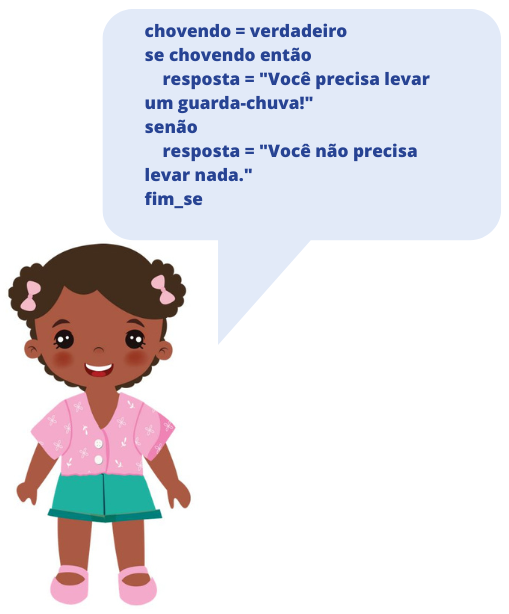 chovendo = verdadeiro
se chovendo então
resposta = "Você precisa levar
um guarda-chuva!"
senão
resposta = "Você não precisa
levar nada."
fim_se